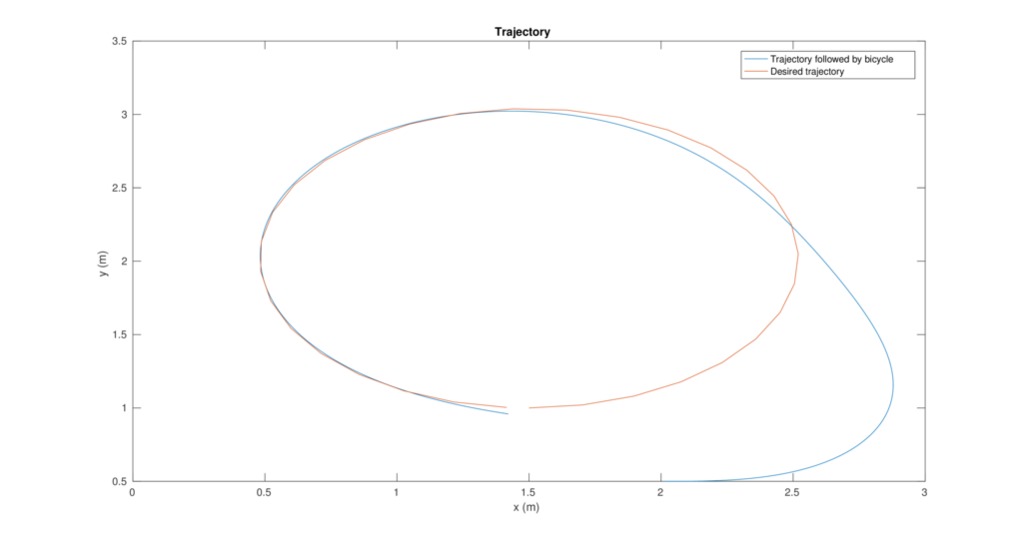 Trajectory
3.5
Trajectory followed by bicycle
Desired trajectory
3
2.5
2
y (m)
1.5
1
0.5
0 0.5 1 1.5 2 2.5 3
x (m)